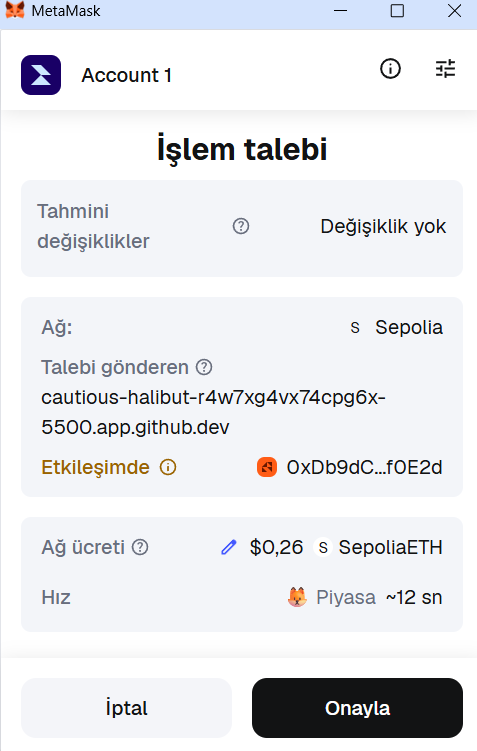 MetaMask
Account 1
İşlem talebi
Tahmini
değişiklikler
Değişiklik yok
Ağ: S Sepolia
Talebi gönderen
cautious-halibut-r4w7xg4vx74cpg6x-
5500.app.github.dev
Etkileşimde 0xDb9dC...f0E2d
Ağ ücreti $0,26 S SepoliaETH
Hız Piyasa ~12 sn
İptal Onayla